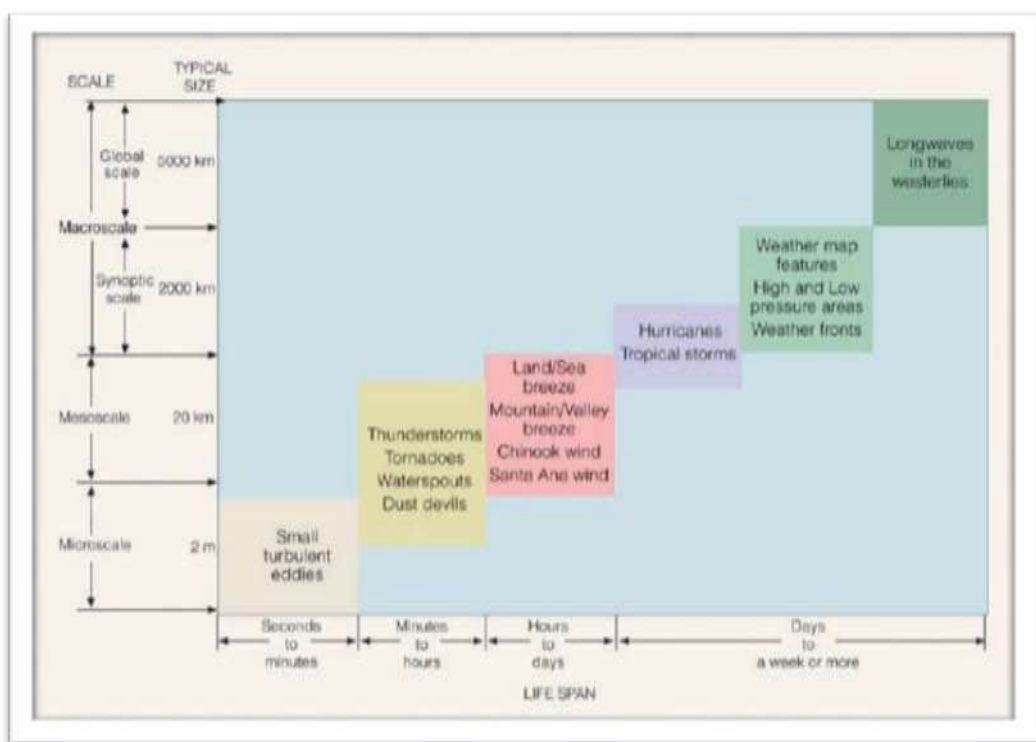 SCALE
TYPICAL
SIZE
Global
scale
5000 km
Macroscale
Synoptic
scale
2000 km
Mesoscale
20 km
Microscale
2 m
Longwaves
in the
westerlies
Weather map
features
High and Low
pressure areas
Weather fronts
Hurricanes
Tropical storms
Land/Sea
breeze
Mountain/Valley
breeze
Chinook wind
Santa Ana wind
Thunderstorms
Tornadoes
Waterspouts
Dust devils
Small
turbulent
eddies
Seconds
to
minutes
Minutes
to
hours
Hours
to
days
Days
to
a week or more
LIFE SPAN